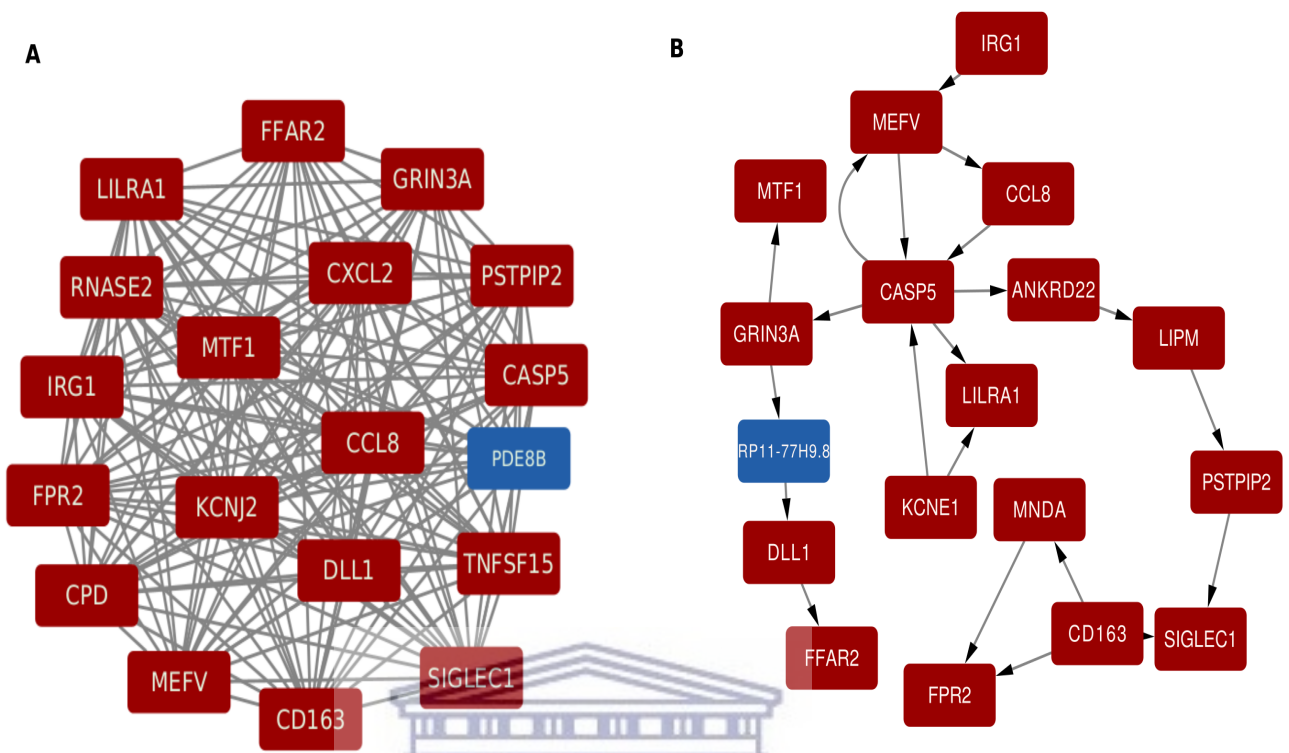 A
FFAR2
LILRA1
GRIN3A
RNASE2
CXCL2
PSTPIP2
MTF1
IRG1
CASP5
CCL8
PDE8B
FPR2
KCNJ2
DLL1
TNFSF15
CPD
MEFV
SIGLEC1
CD163
B
IRG1
MEFV
MTF1
CCL8
CASP5
ANKRD22
GRIN3A
LIPM
LILRA1
RP11-77H9.8
PSTPIP2
KCNE1
MNDA
DLL1
CD163
SIGLEC1
FFAR2
FPR2